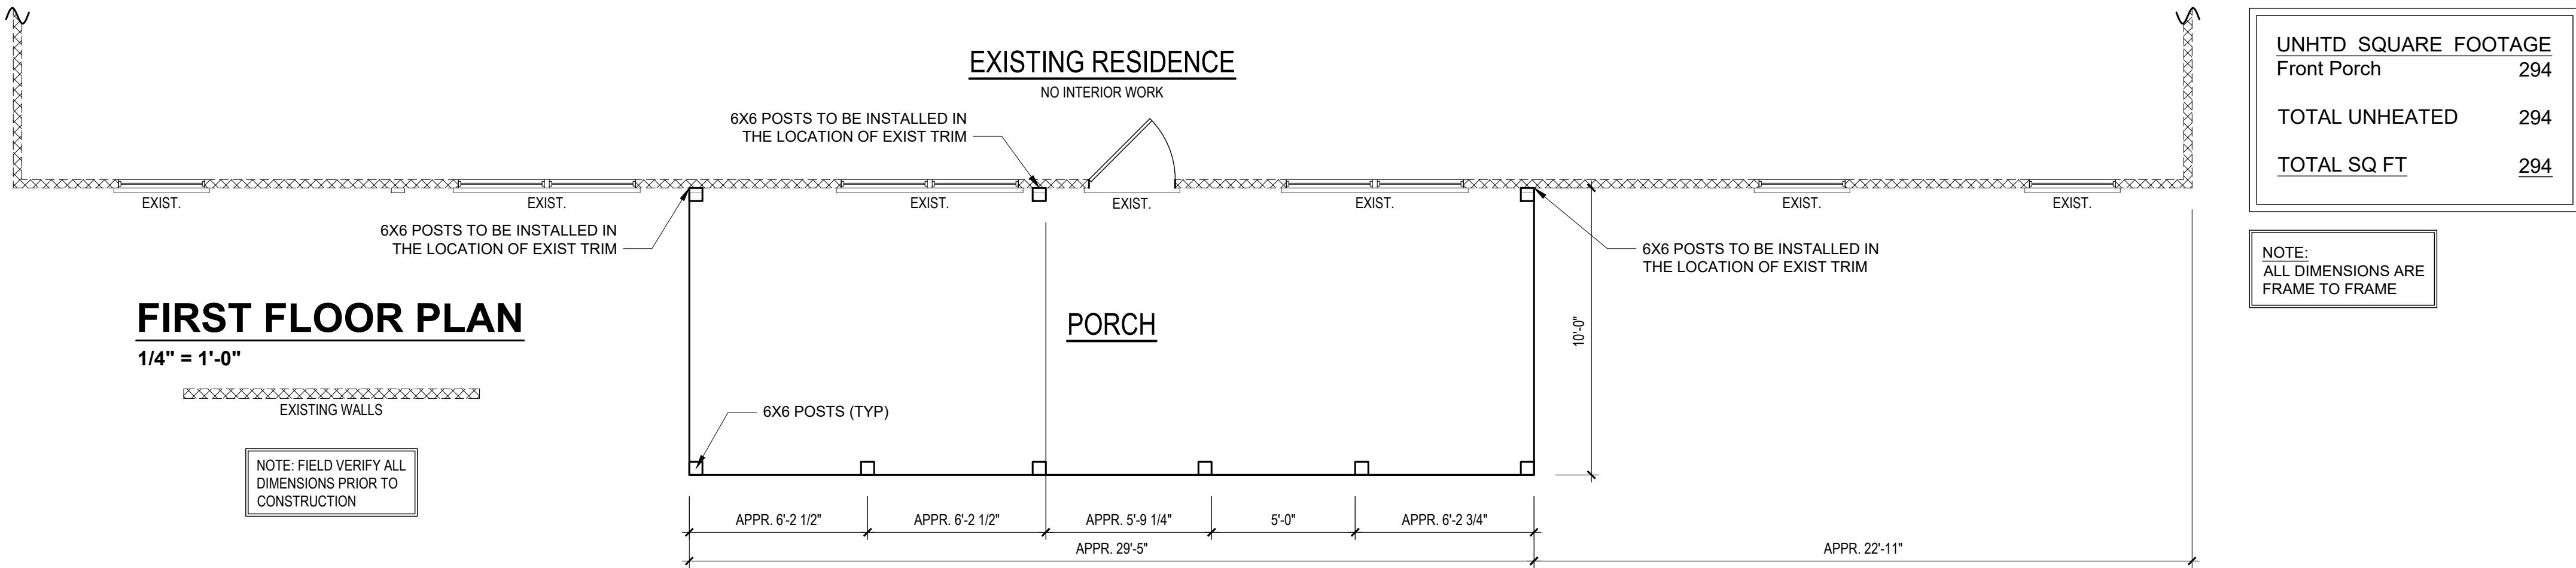 EXISTING RESIDENCE
NO INTERIOR WORK
6X6 POSTS TO BE INSTALLED IN
THE LOCATION OF EXIST TRIM
EXIST.
EXIST.
EXIST.
EXIST.
EXIST.
EXIST.
EXIST.
6X6 POSTS TO BE INSTALLED IN
THE LOCATION OF EXIST TRIM
6X6 POSTS TO BE INSTALLED IN
THE LOCATION OF EXIST TRIM
FIRST FLOOR PLAN
1/4" = 1'-0"
EXISTING WALLS
NOTE: FIELD VERIFY ALL
DIMENSIONS PRIOR TO
CONSTRUCTION
PORCH
10'-0"
6X6 POSTS (TYP)
APPR. 6'-2 1/2"
APPR. 6'-2 1/2"
APPR. 5'-9 1/4"
5'-0"
APPR. 6'-2 3/4"
APPR. 29'-5"
APPR. 22'-11"
UNHTD SQUARE FOOTAGE
Front Porch 294
TOTAL UNHEATED 294
TOTAL SQ FT 294
NOTE:
ALL DIMENSIONS ARE
FRAME TO FRAME